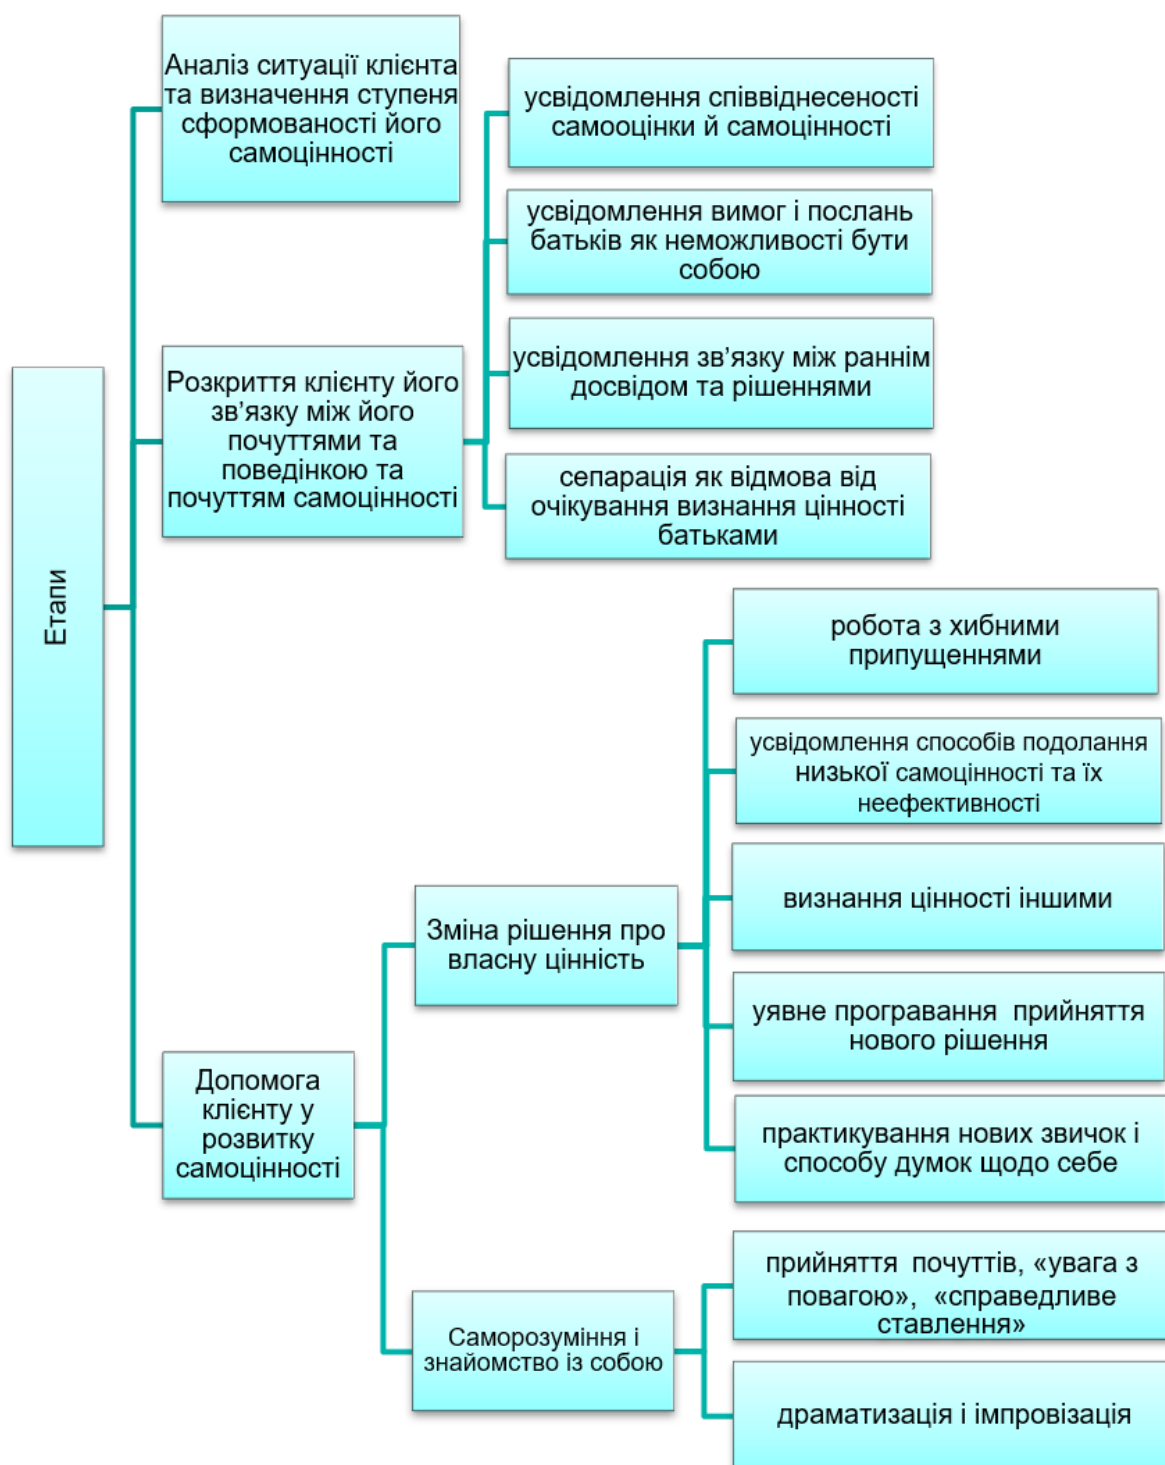 Етапи
Аналіз ситуації клієнта
та визначення ступеня
сформованості його
самоцінності
Розкриття клієнту його
зв’язку між його
почуттями та
поведінкою та
почуттям самоцінності
усвідомлення співвіднесеності
самооцінки й самоцінності
усвідомлення вимог і послань
батьків як неможливості бути
собою
усвідомлення зв’язку між раннім
досвідом та рішеннями
сепарація як відмова від
очікування визнання цінності
батьками
Допомога
клієнту у
розвитку
самоцінності
Зміна рішення про
власну цінність
робота з хибними
припущеннями
усвідомлення способів подолання
низької самоцінності та їх
неефективності
визнання цінності іншими
уявне програвання прийняття
нового рішення
практикування нових звичок і
способу думок щодо себе
Саморозуміння і
знайомство із собою
прийняття почуттів, «увага з
повагою», «справедливе
ставлення»
драматизація і імпровізація